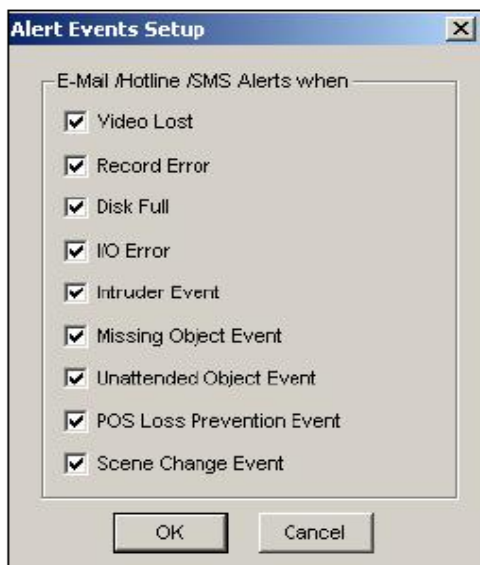 Alert Events Setup
E-Mail /Hotline /SMS Alerts when
Video Lost
Record Error
Disk Full
I/O Error
Intruder Event
Missing Object Event
Unattended Object Event
POS Loss Prevention Event
Scene Change Event
OK Cancel